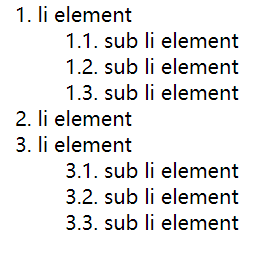 1. li element
1.1. sub li element
1.2. sub li element
1.3. sub li element
2. li element
3. li element
3.1. sub li element
3.2. sub li element
3.3. sub li element